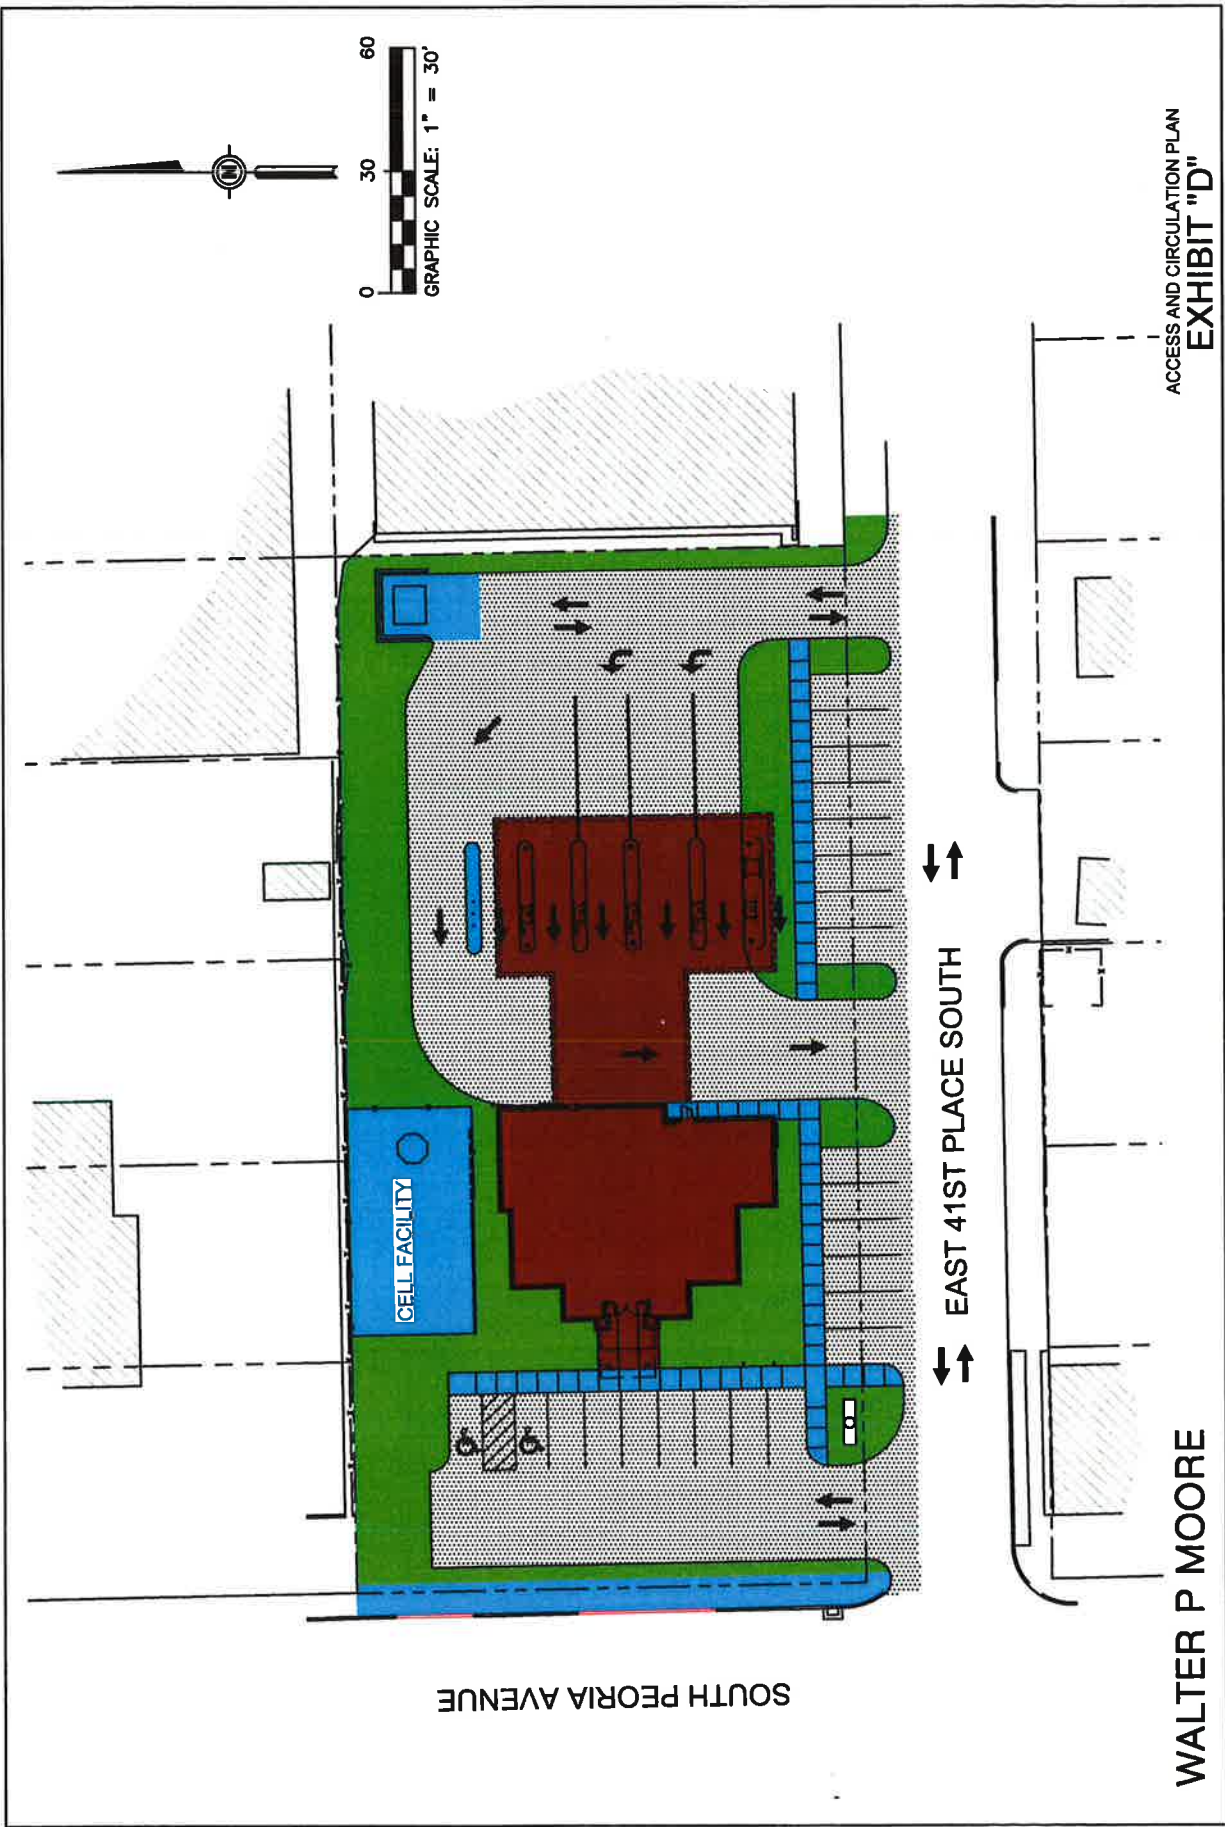 N
0 30 60
GRAPHIC SCALE: 1" = 30'
CELL FACILITY
SOUTH PEORIA AVENUE
EAST 41ST PLACE SOUTH
WALTER P MOORE
ACCESS AND CIRCULATION PLAN
EXHIBIT "D"